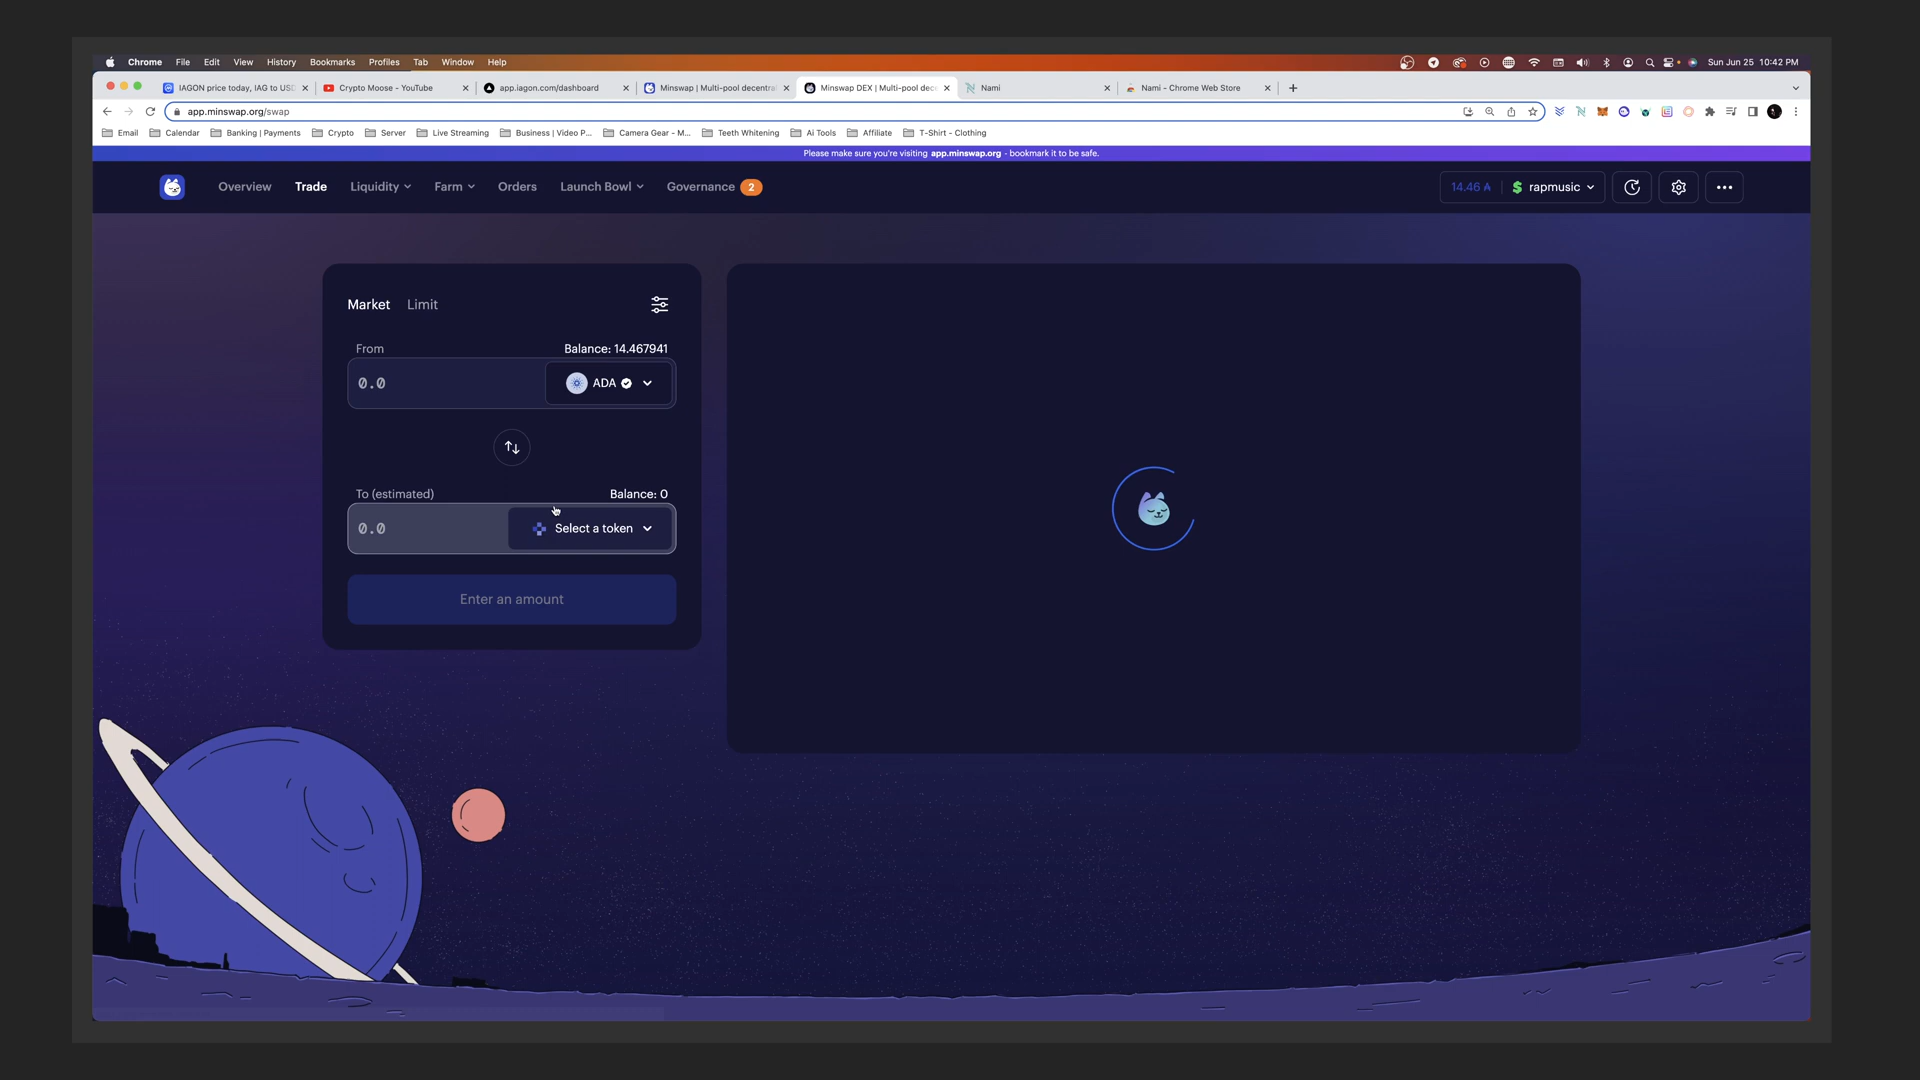 Chrome File Edit View History Bookmarks Profiles Tab Window Help Sun Jun 25 10:42 PM
IAGON price today, IAG to USD Crypto Moose - YouTube app.iagon.com/dashboard Minswap | Multi-pool decentral Minswap DEX | Multi-pool dec Nami Nami - Chrome Web Store
app.minswap.org/swap
Email Calendar Banking | Payments Crypto Server Live Streaming Business | Video P... Camera Gear - M... Teeth Whitening Ai Tools Affiliate T-Shirt - Clothing
Please make sure you're visiting app.minswap.org - bookmark it to be safe.
Overview Trade Liquidity Farm Orders Launch Bowl Governance 2 14.46 ₳ $ rapmusic
Market Limit
From Balance: 14.467941
0.0 ADA
To (estimated) Balance: 0
0.0 Select a token
Enter an amount